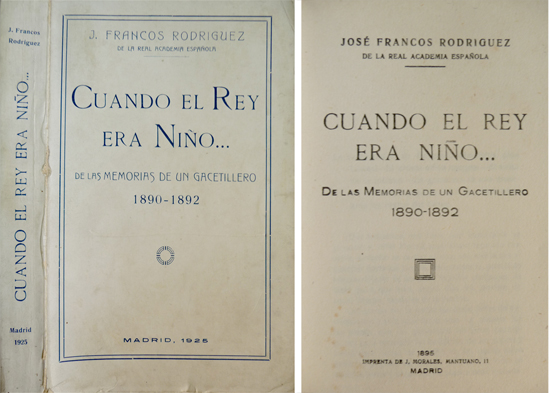 J. Francos
Rodriguez
CUANDO EL REY ERA NIÑO...
Madrid
1925
J. FRANCOS RODRIGUEZ
DE LA REAL ACADEMIA ESPAÑOLA
CUANDO EL REY
ERA NIÑO...
DE LAS MEMORIAS DE UN GACETILLERO
1890-1892
MADRID, 1925
JOSÉ FRANCOS RODRIGUEZ
DE LA REAL ACADEMIA ESPAÑOLA
CUANDO EL REY
ERA NIÑO...
DE LAS MEMORIAS DE UN GACETILLERO
1890-1892
1895
IMPRENTA DE J. MORALES, MANTUANO, 11
MADRID